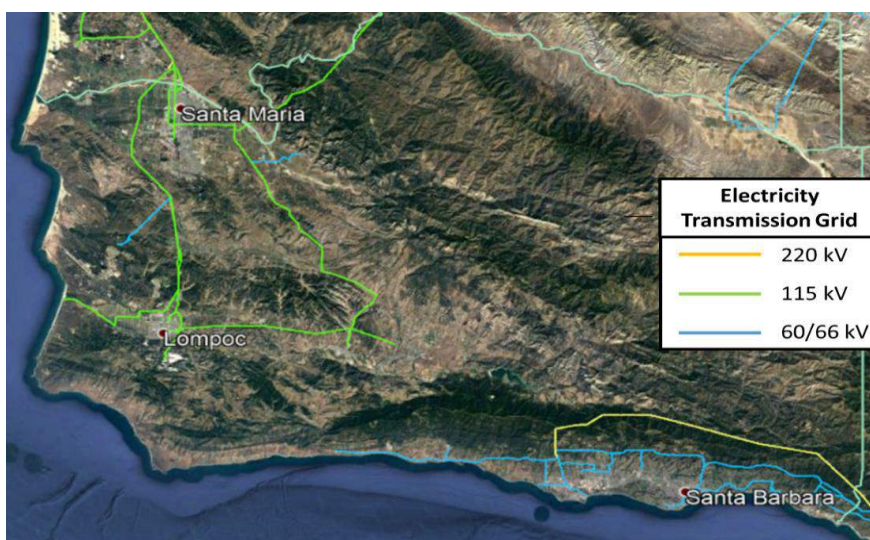 Santa Maria
Electricity
Transmission Grid
220 kV
115 kV
60/66 kV
Lompoc
Santa Barbara